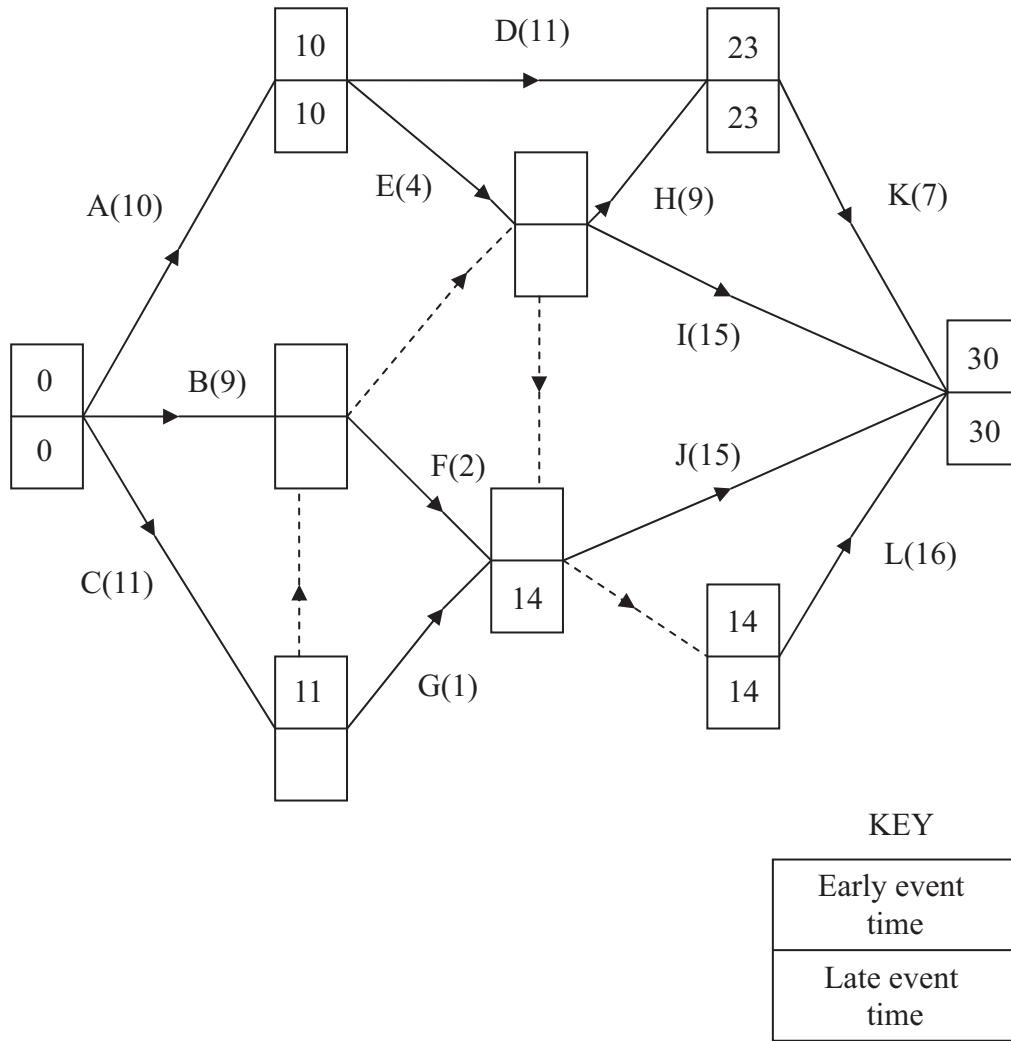 10
D(11)
23
10
23
E(4)
H(9)
K(7)
A(10)
0
B(9)
I(15)
30
0
30
F(2)
J(15)
C(11)
14
L(16)
14
11
G(1)
14
KEY
Early event
time
Late event
time